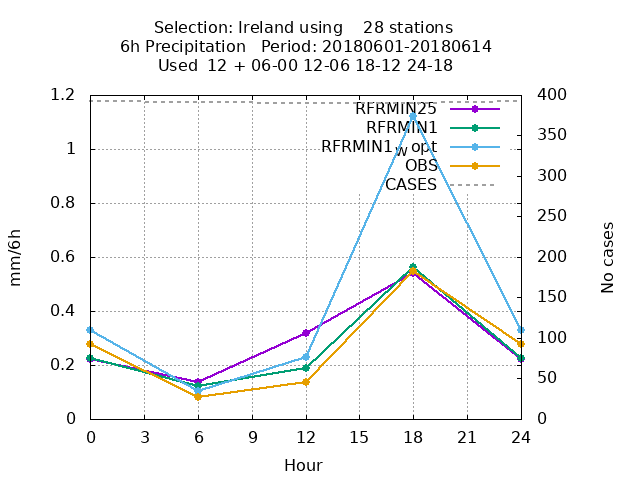 Selection: Ireland using    28 stations
6h Precipitation   Period: 20180601-20180614
Used  12 + 06-00 12-06 18-12 24-18
RFRMIN25
RFRMIN1
RFRMIN1w opt
OBS
CASES
1.2
1
0.8
0.6
0.4
0.2
0
mm/6h
400
350
300
250
200
150
100
50
0
No cases
0 3 6 9 12 15 18 21 24
Hour